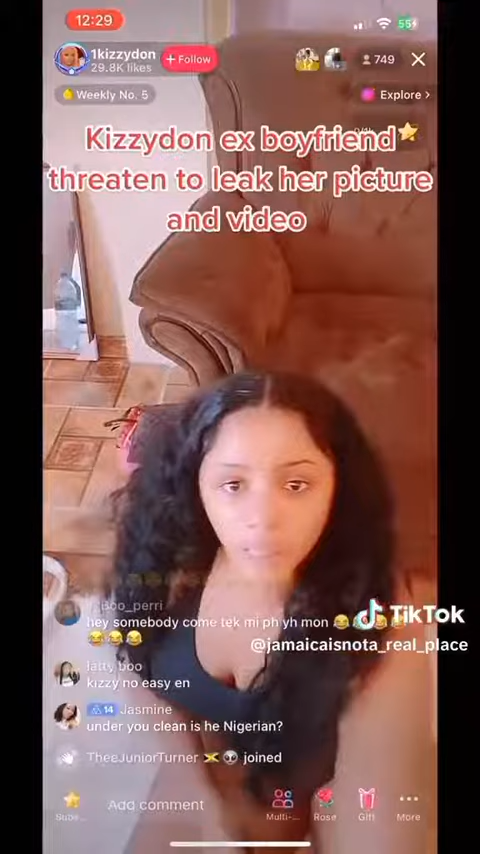 12:29
55
1kizzydon
+ Follow
749
29.8K likes
Weekly No. 5
Explore >
Kizzydon ex boyfriend
threaten to leak her picture
and video
hey somebody come tek mi ph yh mon 😂😂😂
😂😂😂
TikTok
@jamaicaisnota_real_place
latty boo
kizzy no easy en
14 Jasmine
under you clean is he Nigerian?
TheeJuniorTurner 🇯🇲 👽 joined
Add comment
Subs...
Multi-...
Rose
Gift
More